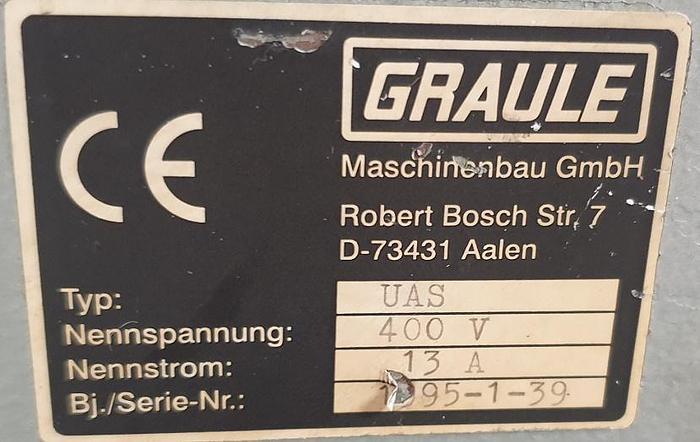 CE
GRAULE
Maschinenbau GmbH
Robert Bosch Str. 7
D-73431 Aalen
Typ: UAS
Nennspannung: 400 V
Nennstrom: 13 A
Bj./Serie-Nr.: 1995-1-39